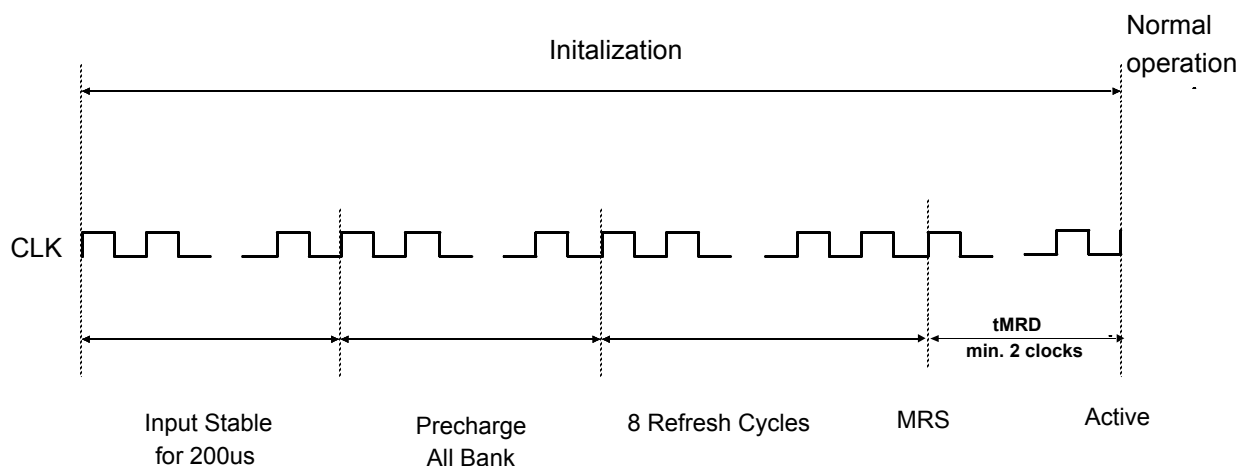 Normal
operation
Initalization
CLK
tMRD
min. 2 clocks
Input Stable
for 200us
Precharge
All Bank
8 Refresh Cycles
MRS
Active